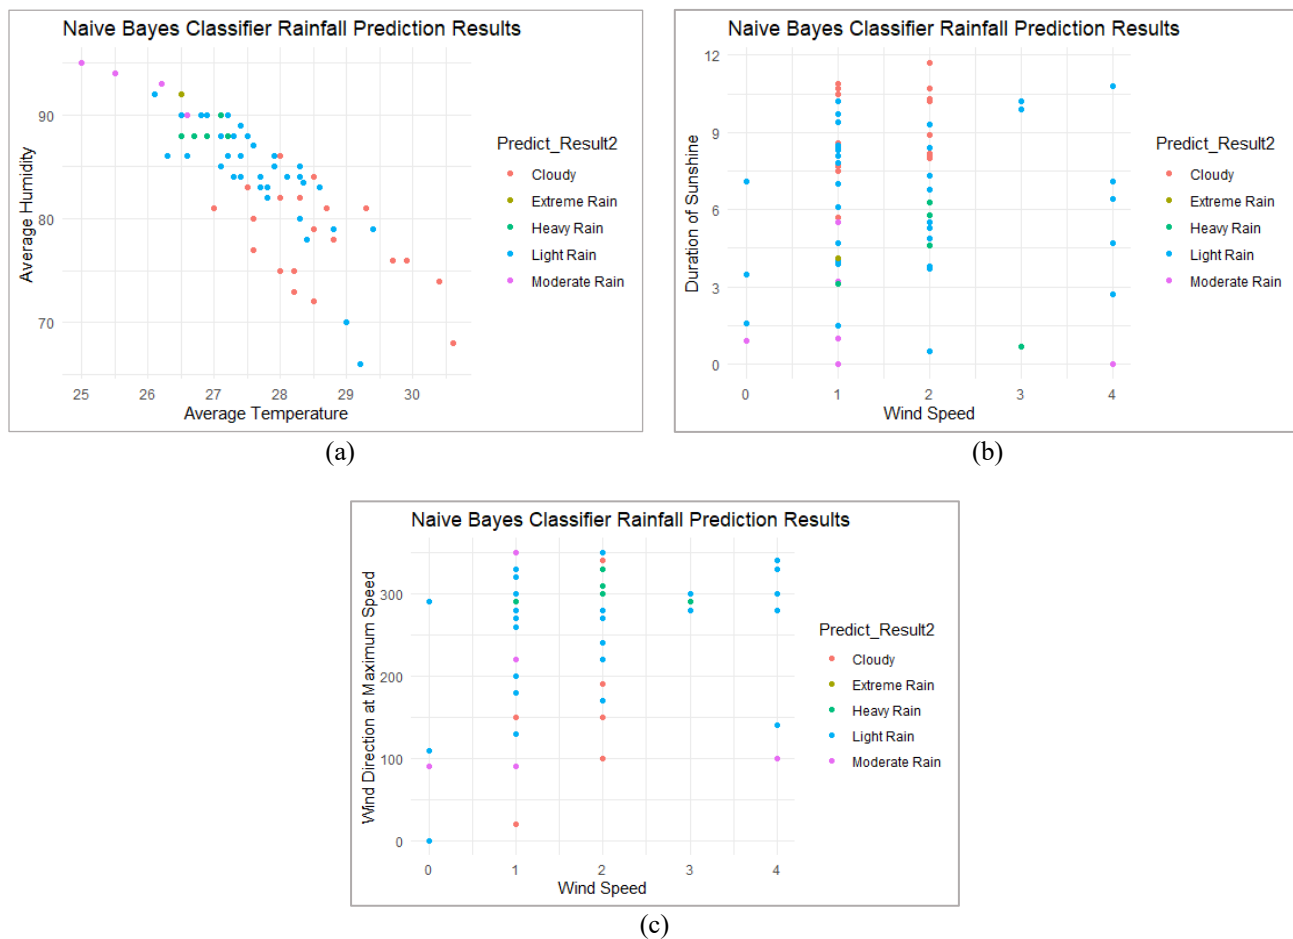 Naive Bayes Classifier Rainfall Prediction Results
Average Humidity
90
80
70
25 26 27 28 29 30
Average Temperature
Predict_Result2
Cloudy
Extreme Rain
Heavy Rain
Light Rain
Moderate Rain
(a)
Naive Bayes Classifier Rainfall Prediction Results
Duration of Sunshine
12
9
6
3
0
0 1 2 3 4
Wind Speed
Predict_Result2
Cloudy
Extreme Rain
Heavy Rain
Light Rain
Moderate Rain
(b)
Naive Bayes Classifier Rainfall Prediction Results
Wind Direction at Maximum Speed
300
200
100
0
0 1 2 3 4
Wind Speed
Predict_Result2
Cloudy
Extreme Rain
Heavy Rain
Light Rain
Moderate Rain
(c)